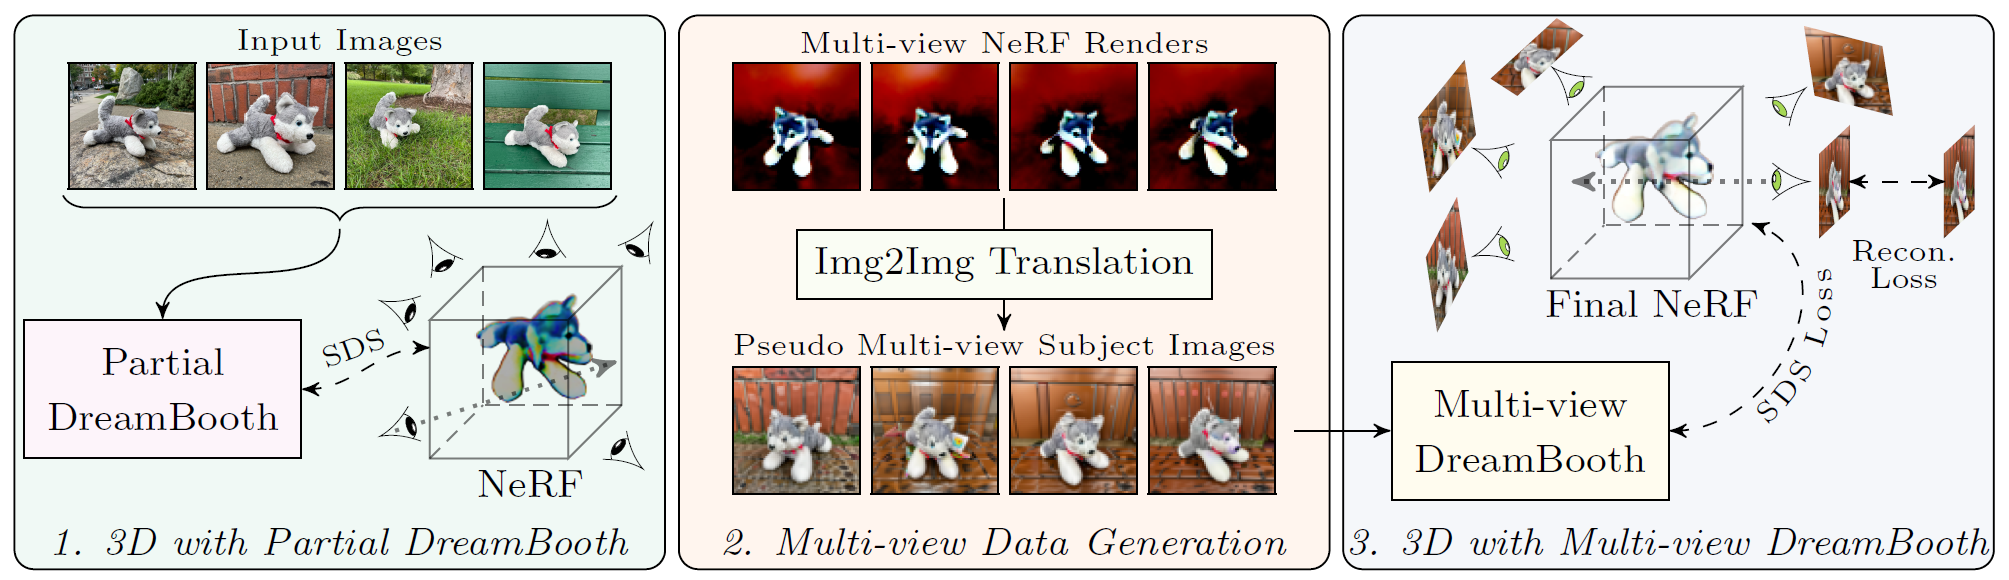 Input Images
SDS
Partial
DreamBooth
NeRF
1. 3D with Partial DreamBooth
Multi-view NeRF Renders
Img2Img Translation
Pseudo Multi-view Subject Images
2. Multi-view Data Generation
Recon.
Loss
Final NeRF
SDS Loss
Multi-view
DreamBooth
3. 3D with Multi-view DreamBooth